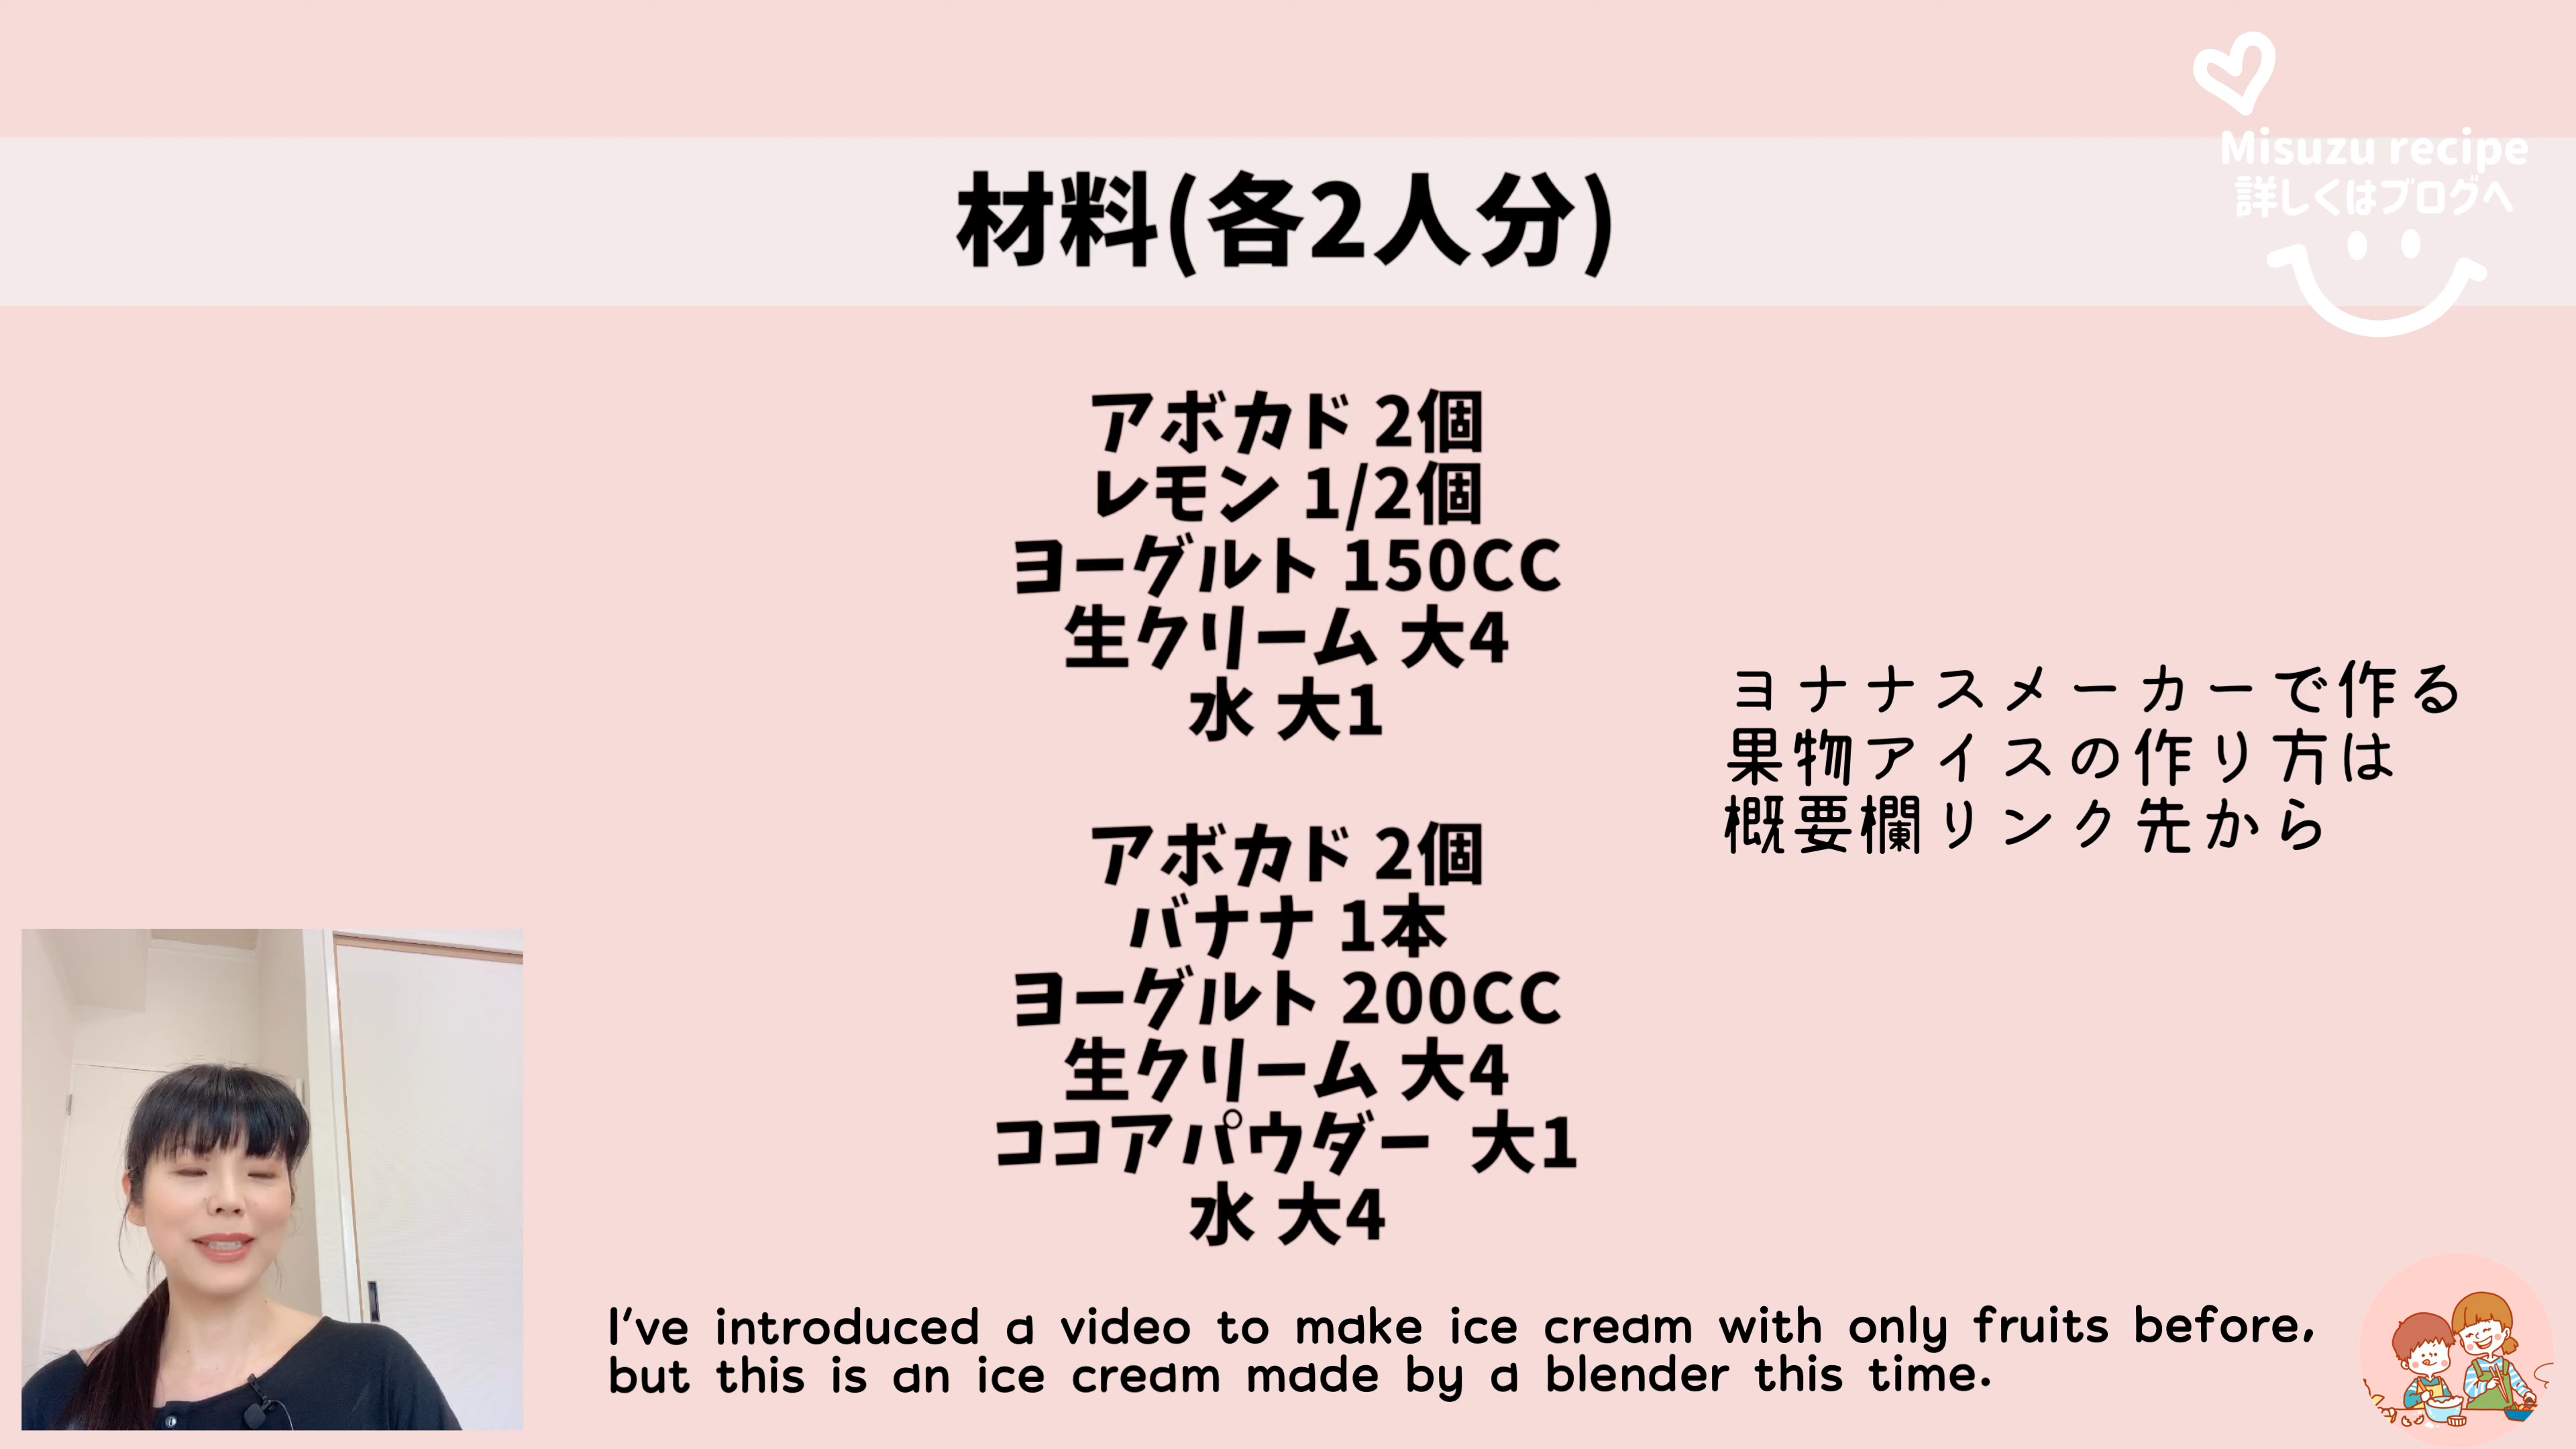 Misuzu recipe
詳しくはブログへ
材料(各2人分)
アボカド 2個
レモン 1/2個
ヨーグルト 150CC
生クリーム 大4
水 大1
アボカド 2個
バナナ 1本
ヨーグルト 200CC
生クリーム 大4
ココアパウダー 大1
水 大4
ヨナナスメーカーで作る
果物アイスの作り方は
概要欄リンク先から
I've introduced a video to make ice cream with only fruits before,
but this is an ice cream made by a blender this time.